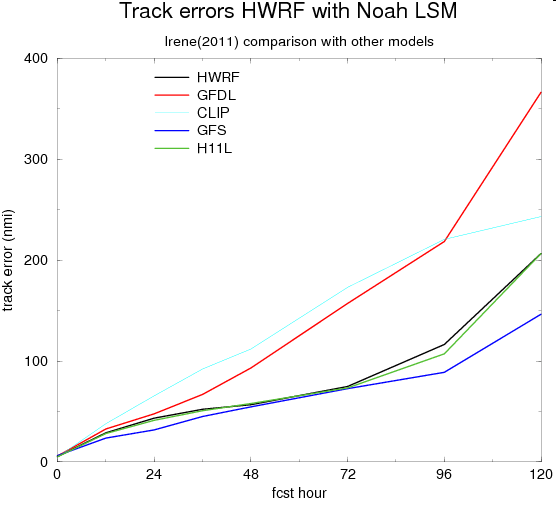 Track errors HWRF with Noah LSM
Irene(2011) comparison with other models
HWRF
GFDL
CLIP
GFS
H11L
400
300
200
100
0
track error (nmi)
0 24 48 72 96 120
fcst hour